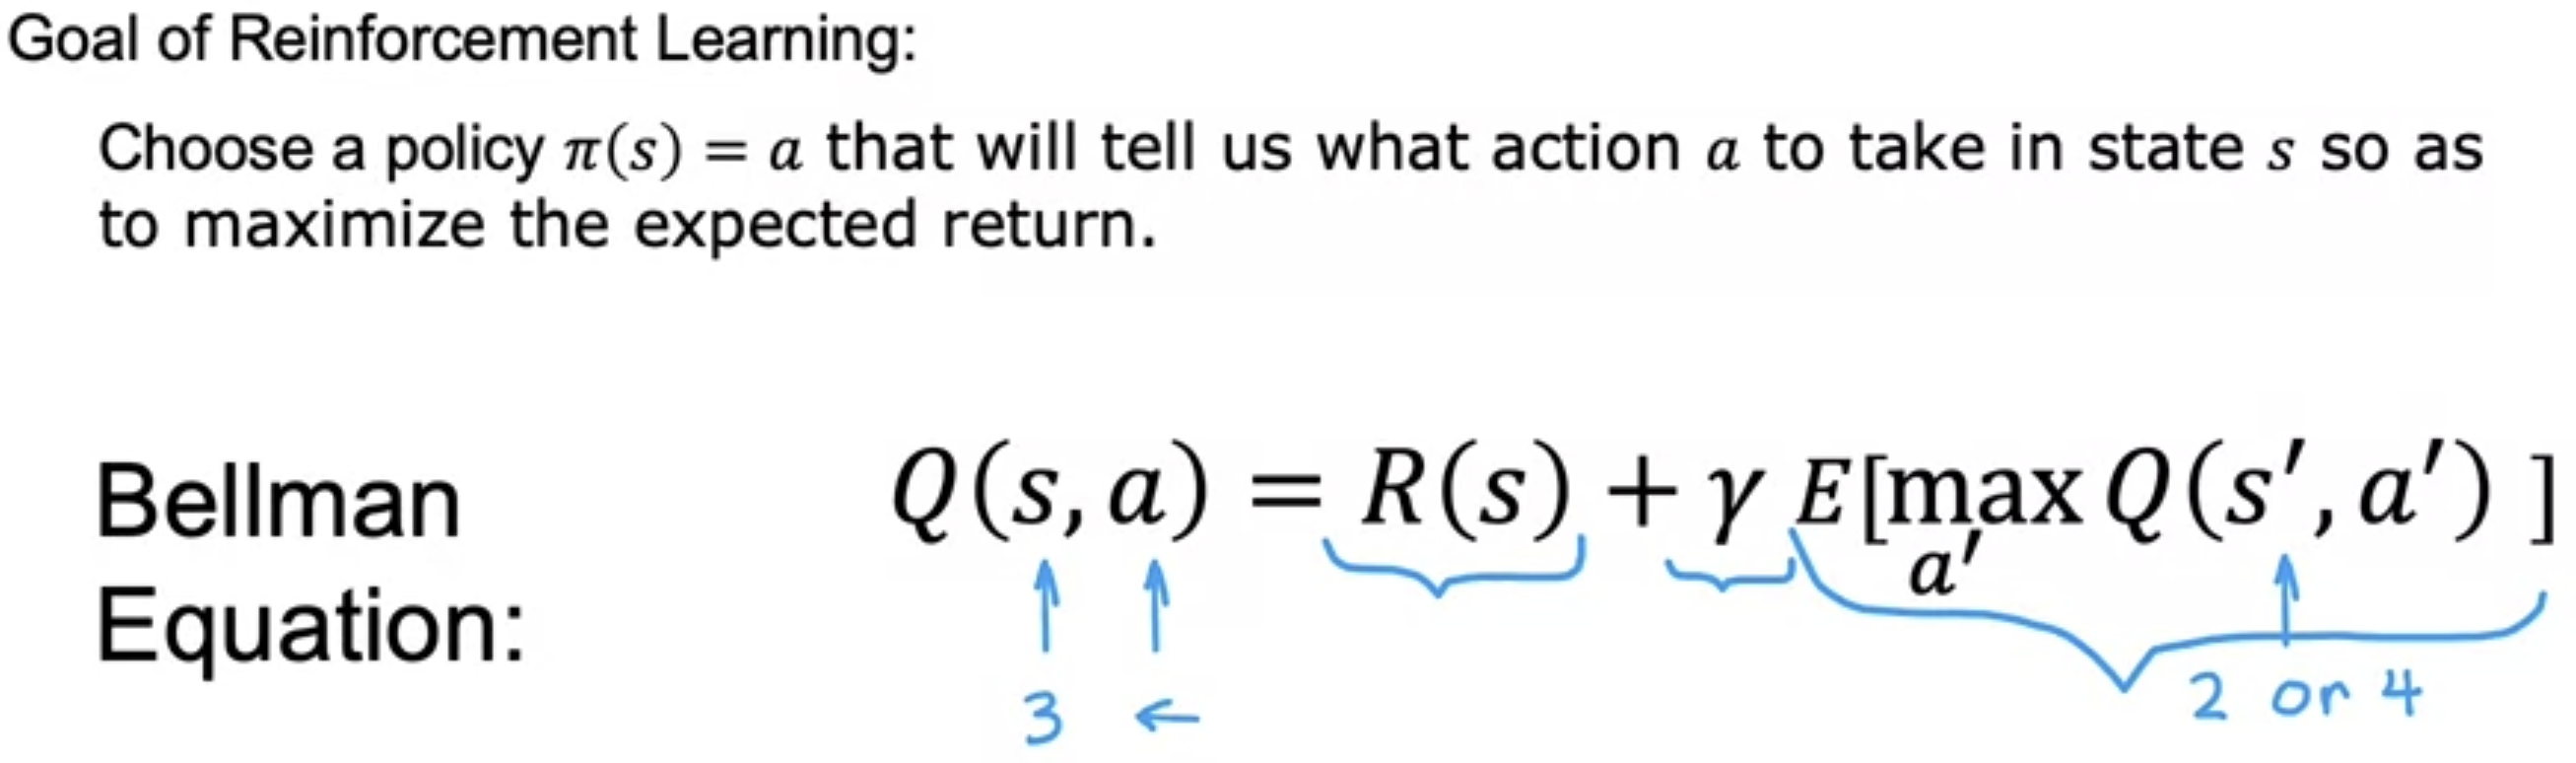 Goal of Reinforcement Learning:
Choose a policy π(s) = a that will tell us what action a to take in state s so as
to maximize the expected return.
Bellman
Equation:
Q(s, a) = R(s) + γ E[max Q(s′, a′) ]
a′
3 ← 2 or 4